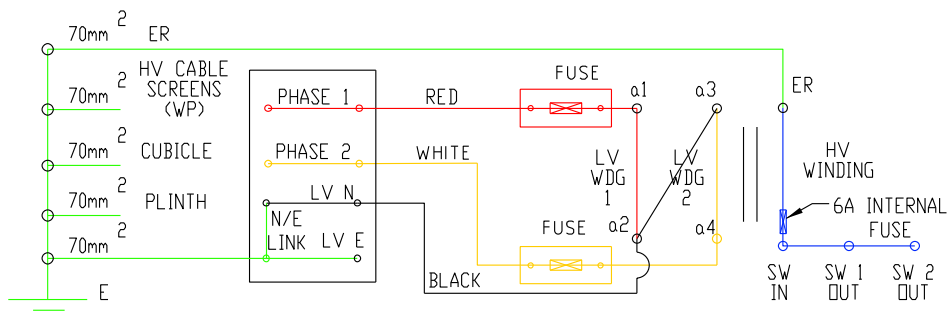 70mm 2 ER
70mm 2 HV CABLE
SCREENS
(WP)
70mm 2 CUBICLE
70mm 2 PLINTH
70mm 2
E
PHASE 1
PHASE 2
LV N
N/E
LINK
LV E
RED
WHITE
BLACK
FUSE
FUSE
a1
a3
LV
WDG
1
LV
WDG
2
a2
a4
ER
HV
WINDING
6A INTERNAL
FUSE
SW
IN
SW 1
OUT
SW 2
OUT